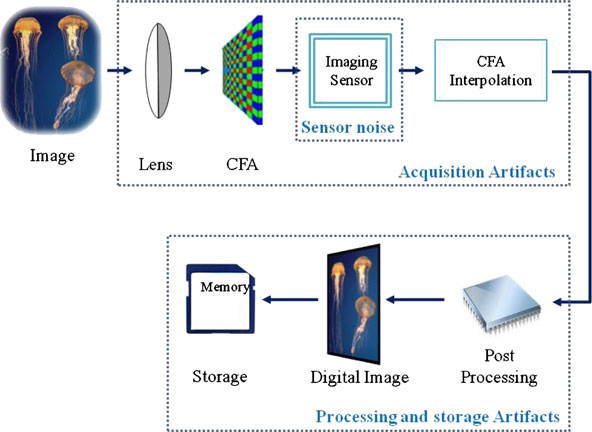 Image
Lens
CFA
Imaging
Sensor
Sensor noise
CFA
Interpolation
Acquisition Artifacts
Memory
Storage
Digital Image
Post
Processing
Processing and storage Artifacts